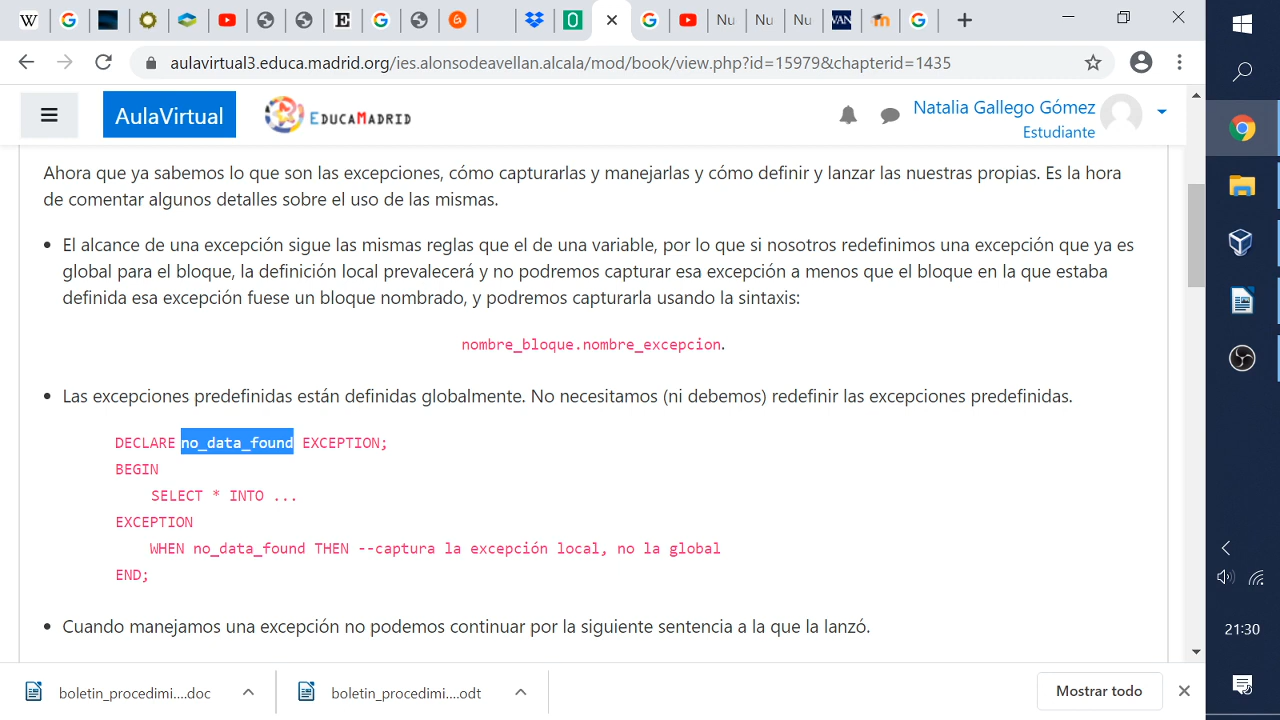 W
G
E
G
O
G
Nu
Nu
Nu
VAN
G
aulavirtual3.educa.madrid.org/ies.alonsodeavellan.alcala/mod/book/view.php?id=15979&chapterid=1435
AulaVirtual
EDUCAMADRID
Natalia Gallego Gómez
Estudiante
Ahora que ya sabemos lo que son las excepciones, cómo capturarlas y manejarlas y cómo definir y lanzar las nuestras propias. Es la hora
de comentar algunos detalles sobre el uso de las mismas.
El alcance de una excepción sigue las mismas reglas que el de una variable, por lo que si nosotros redefinimos una excepción que ya es
global para el bloque, la definición local prevalecerá y no podremos capturar esa excepción a menos que el bloque en la que estaba
definida esa excepción fuese un bloque nombrado, y podremos capturarla usando la sintaxis:
nombre_bloque.nombre_excepcion.
Las excepciones predefinidas están definidas globalmente. No necesitamos (ni debemos) redefinir las excepciones predefinidas.
DECLARE no_data_found EXCEPTION;
BEGIN
SELECT * INTO ...
EXCEPTION
WHEN no_data_found THEN --captura la excepción local, no la global
END;
Cuando manejamos una excepción no podemos continuar por la siguiente sentencia a la que la lanzó.
boletin_procedimi....doc
boletin_procedimi....odt
Mostrar todo
21:30